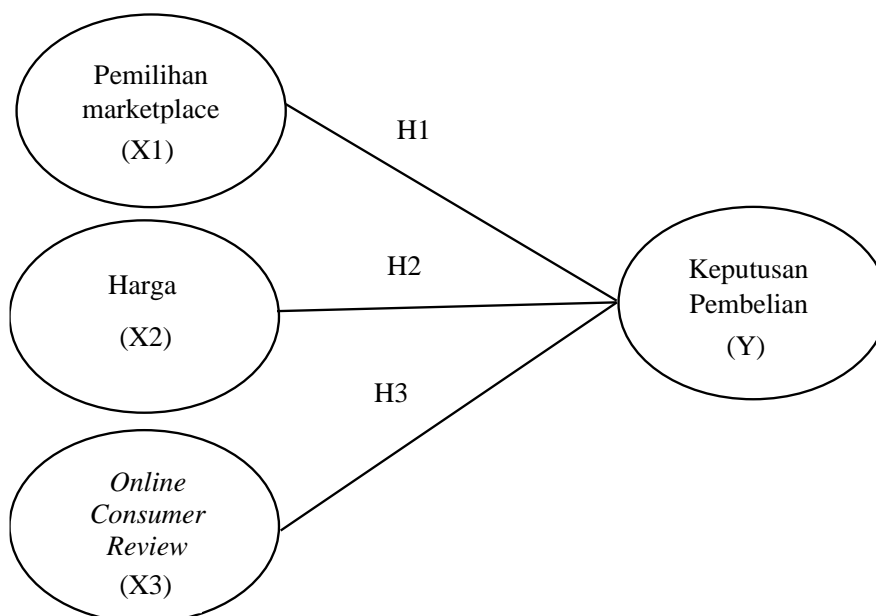 Pemilihan
marketplace
(X1)
H1
Harga
(X2)
H2
Keputusan
Pembelian
(Y)
H3
Online
Consumer
Review
(X3)